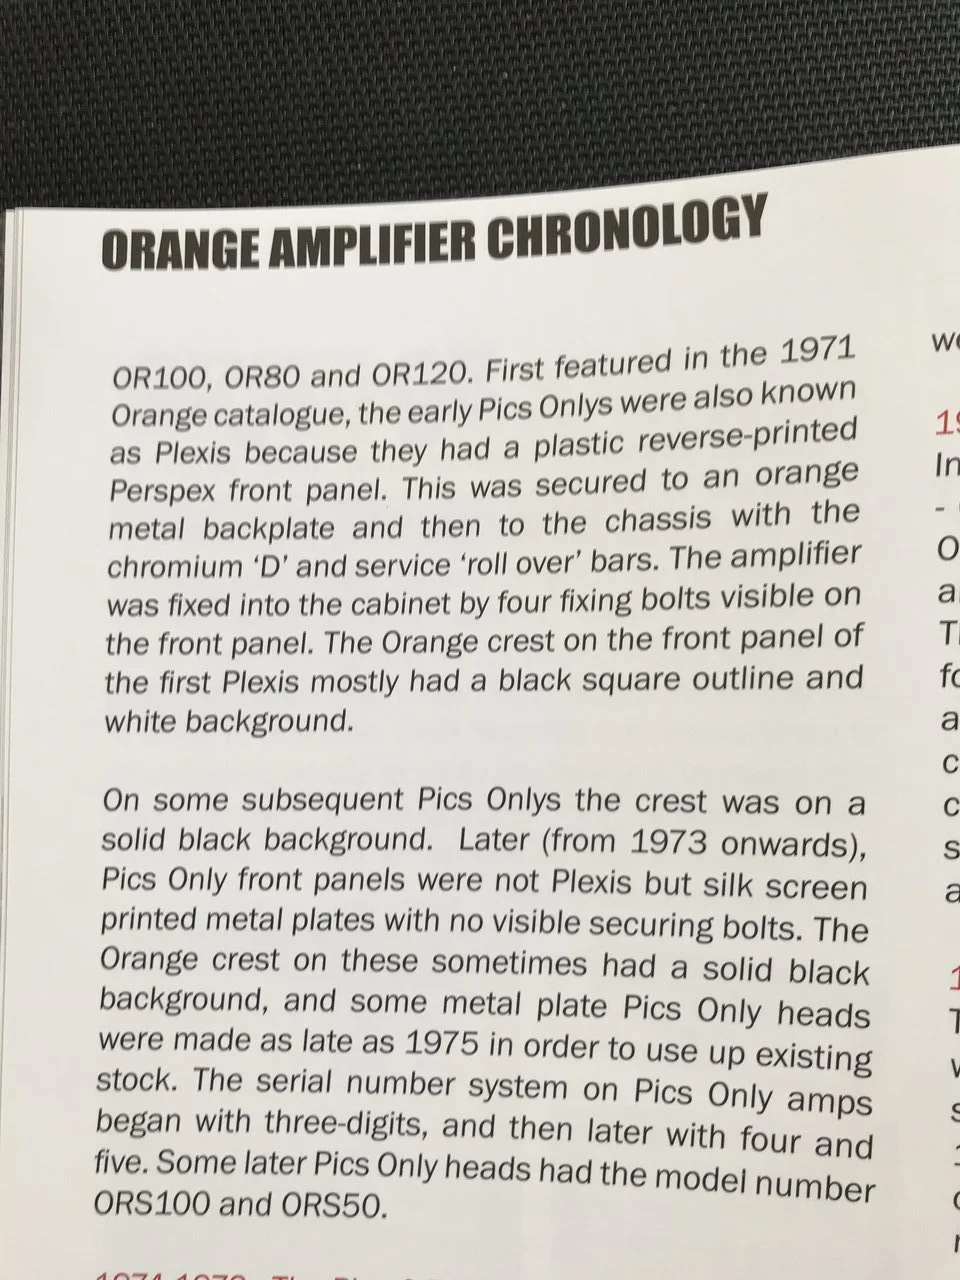 ORANGE AMPLIFIER CHRONOLOGY
OR100, OR80 and OR120. First featured in the 1971
Orange catalogue, the early Pics Onlys were also known
as Plexis because they had a plastic reverse-printed
Perspex front panel. This was secured to an orange
metal backplate and then to the chassis with the
chromium ‘D’ and service ‘roll over’ bars. The amplifier
was fixed into the cabinet by four fixing bolts visible on
the front panel. The Orange crest on the front panel of
the first Plexis mostly had a black square outline and
white background.
On some subsequent Pics Onlys the crest was on a
solid black background. Later (from 1973 onwards),
Pics Only front panels were not Plexis but silk screen
printed metal plates with no visible securing bolts. The
Orange crest on these sometimes had a solid black
background, and some metal plate Pics Only heads
were made as late as 1975 in order to use up existing
stock. The serial number system on Pics Only amps
began with three-digits, and then later with four and
five. Some later Pics Only heads had the model number
ORS100 and ORS50.